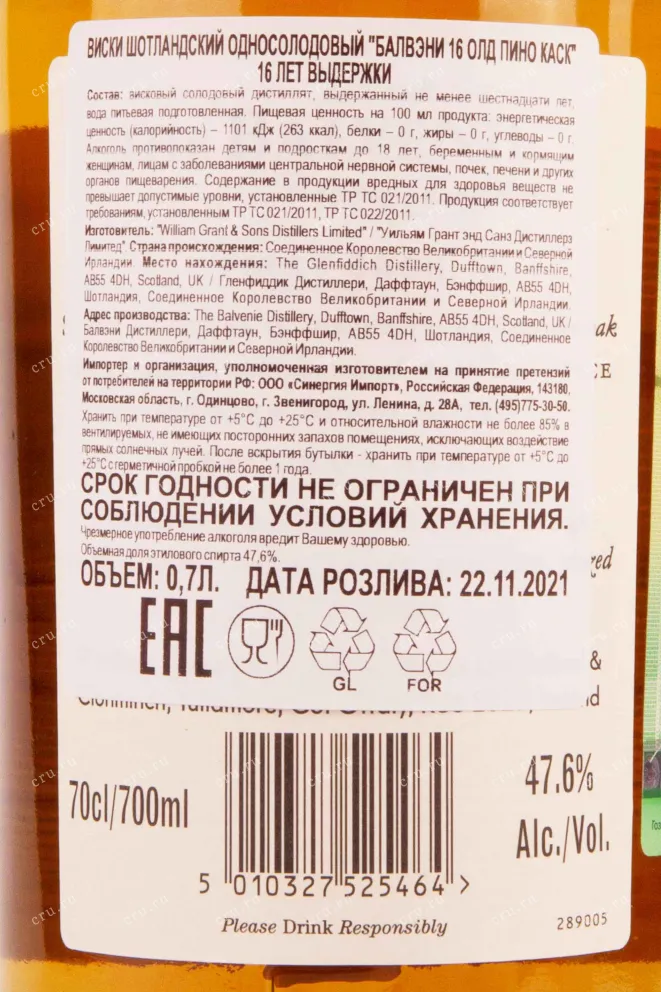 ВИСКИ ШОТЛАНДСКИЙ ОДНОСОЛОДОВЫЙ "БАЛВЭНИ 16 ОЛД ПИНО КАСК"
16 ЛЕТ ВЫДЕРЖКИ
Состав: висковый солодовый дистиллят, выдержанный не менее шестнадцати лет,
вода питьевая подготовленная. Пищевая ценность на 100 мл продукта: энергетическая
ценность (калорийность) – 1101 кДж (263 ккал), белки – 0 г, жиры – 0 г, углеводы – 0 г.
Алкоголь противопоказан детям и подросткам до 18 лет, беременным и кормящим
женщинам, лицам с заболеваниями центральной нервной системы, почек, печени и других
органов пищеварения. Содержание в продукции вредных для здоровья веществ не
превышает допустимые уровни, установленные ТР ТС 021/2011. Продукция соответствует
требованиям, установленным ТР ТС 021/2011, ТР ТС 022/2011.
Изготовитель: "William Grant & Sons Distillers Limited" / "Уильям Грант энд Санз Дистиллерз
Лимитед" Страна происхождения: Соединенное Королевство Великобритании и Северной
Ирландии. Место нахождения: The Glenfiddich Distillery, Dufftown, Banffshire,
AB55 4DH, Scotland, UK / Гленфиддик Дистиллери, Даффтаун, Бэнффшир, AB55 4DH,
Шотландия, Соединенное Королевство Великобритании и Северной Ирландии.
Адрес производства: The Balvenie Distillery, Dufftown, Banffshire, AB55 4DH, Scotland, UK /
Балвэни Дистиллери, Даффтаун, Бэнффшир, AB55 4DH, Шотландия, Соединенное
Королевство Великобритании и Северной Ирландии.
Импортер и организация, уполномоченная изготовителем на принятие претензий
от потребителей на территории РФ: ООО «Синергия Импорт», Российская Федерация, 143180,
Московская область, г. Одинцово, г. Звенигород, ул. Ленина, д. 28А, тел. (495)775-30-50.
Хранить при температуре от +5°С до +25°С и относительной влажности не более 85% в
вентилируемых, не имеющих посторонних запахов помещениях, исключающих воздействие
прямых солнечных лучей. После вскрытия бутылки - хранить при температуре от +5°С до
+25°С с герметичной пробкой не более 1 года.
СРОК ГОДНОСТИ НЕ ОГРАНИЧЕН ПРИ
СОБЛЮДЕНИИ УСЛОВИЙ ХРАНЕНИЯ.
Чрезмерное употребление алкоголя вредит Вашему здоровью.
Объемная доля этилового спирта 47,6%.
ОБЪЕМ: 0,7Л. ДАТА РОЗЛИВА: 22.11.2021
EAC
GL FOR
&
70cl/700ml
47.6%
Alc./Vol.
5 010327 525464 >
Please Drink Responsibly
289005